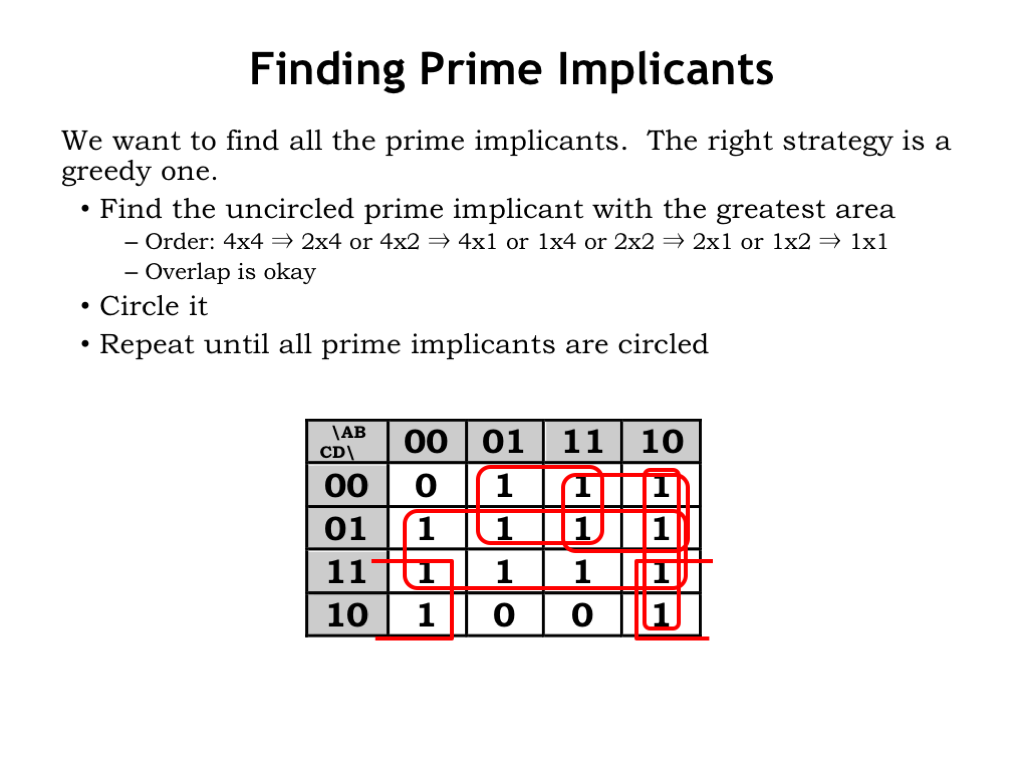 Finding Prime Implicants
We want to find all the prime implicants.  The right strategy is a
greedy one.
• Find the uncircled prime implicant with the greatest area
– Order: 4x4 ⇒ 2x4 or 4x2 ⇒ 4x1 or 1x4 or 2x2 ⇒ 2x1 or 1x2 ⇒ 1x1
– Overlap is okay
• Circle it
• Repeat until all prime implicants are circled
\AB
CD\ 00 01 11 10
00 0 1 1 1
01 1 1 1 1
11 1 1 1 1
10 1 0 0 1